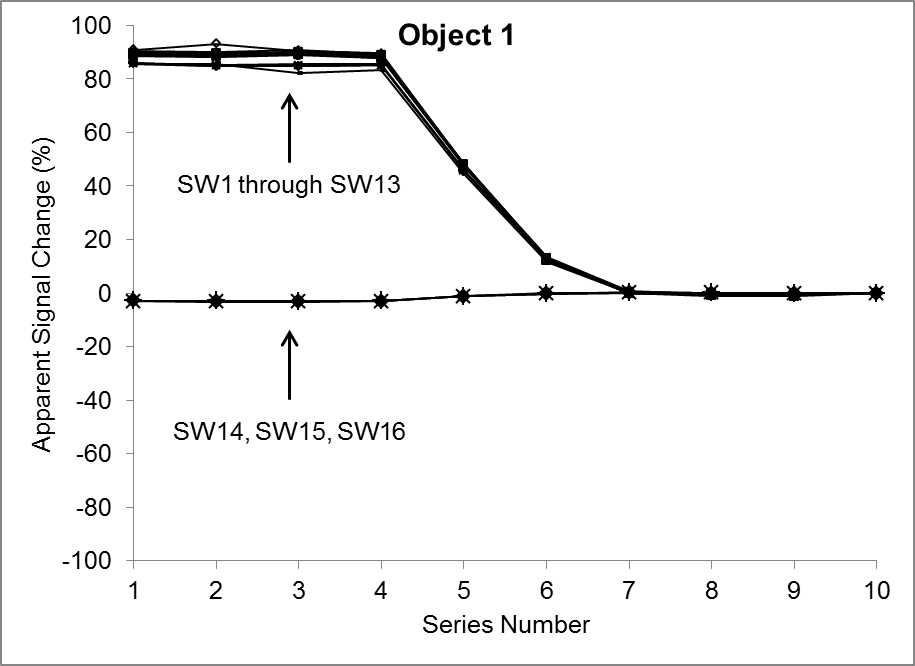 Object 1
Apparent Signal Change (%)
100
80
60
40
20
0
-20
-40
-60
-80
-100
SW1 through SW13
SW14, SW15, SW16
1 2 3 4 5 6 7 8 9 10
Series Number